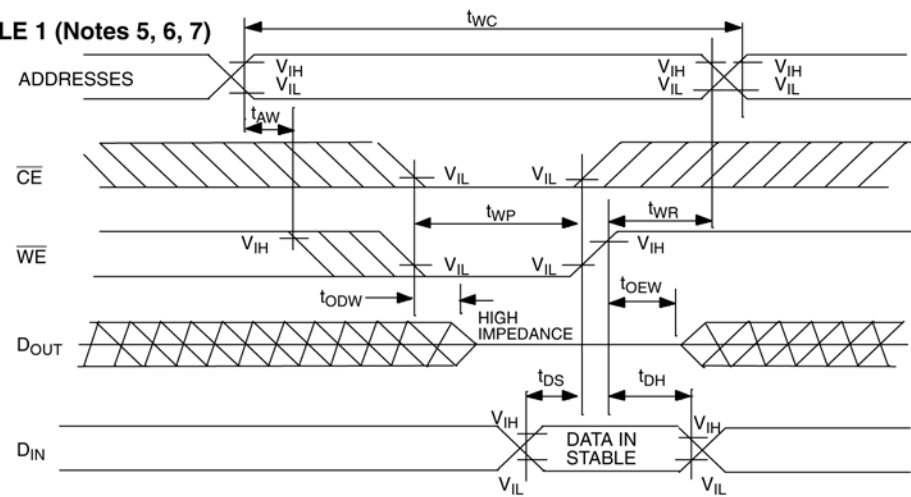 tWC
LE 1 (Notes 5, 6, 7)
ADDRESSES
VIH
VIL
VIH
VIL
VIH
VIL
tAW
CE
VIL
VIL
tWP
tWR
WE
VIH
VIL
VIL
VIH
tODW
HIGH
IMPEDANCE
tOEW
DOUT
tDS
tDH
DIN
VIH
DATA IN
STABLE
VIH
VIL
VIL